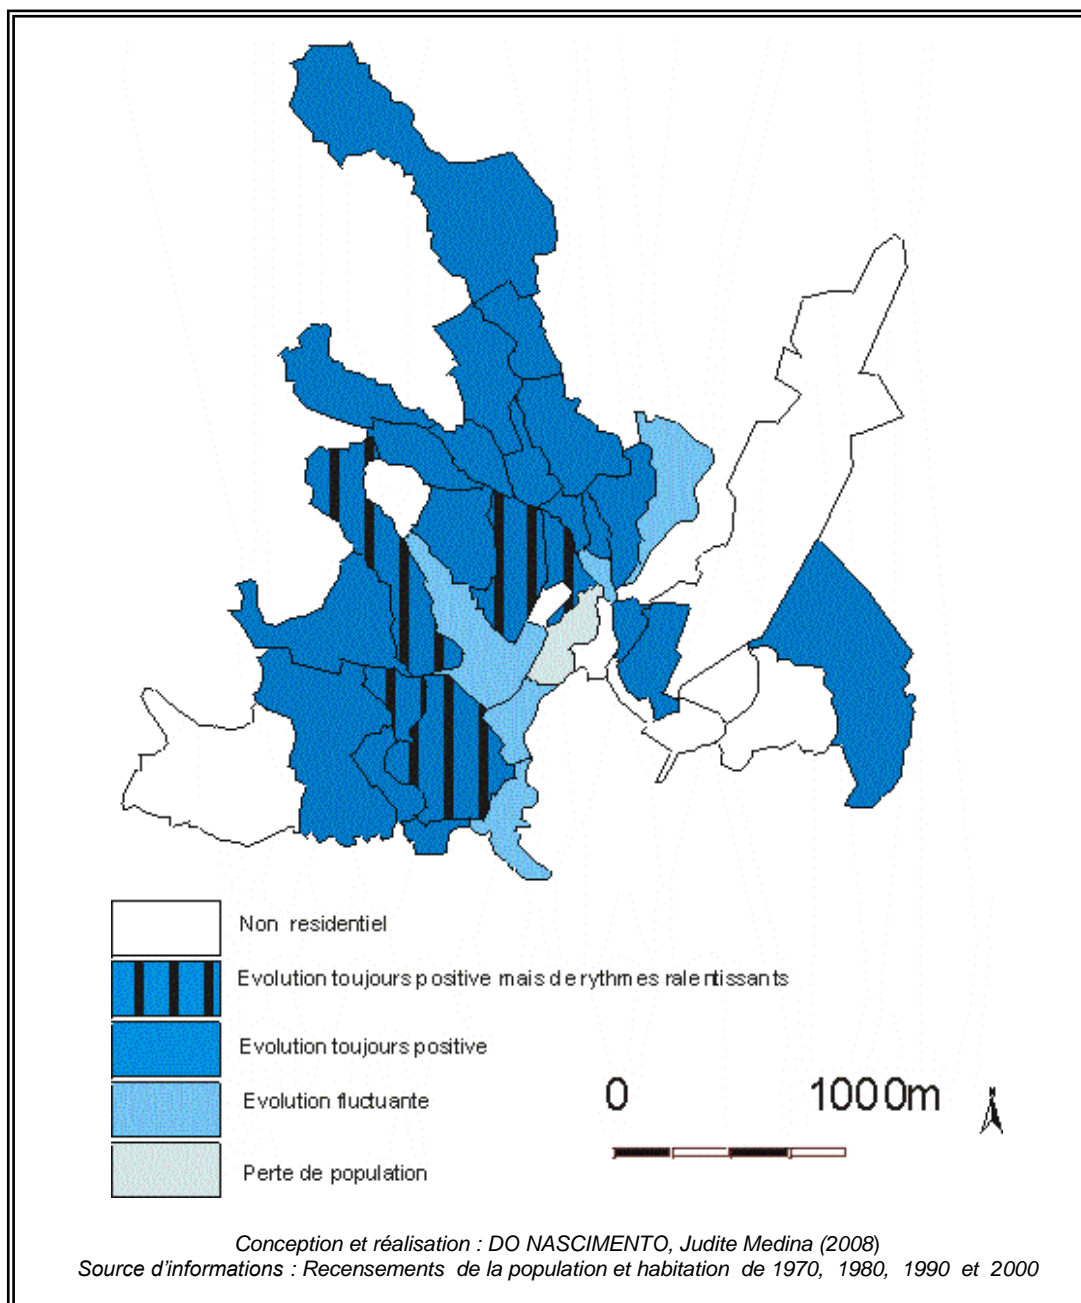 Non residentiel
Evolution toujours positive mais de rythmes ralentissants
Evolution toujours positive
Evolution fluctuante
0 1000m
Perte de population
Conception et réalisation : DO NASCIMENTO, Judite Medina (2008)
Source d'informations : Recensements de la population et habitation de 1970, 1980, 1990 et 2000